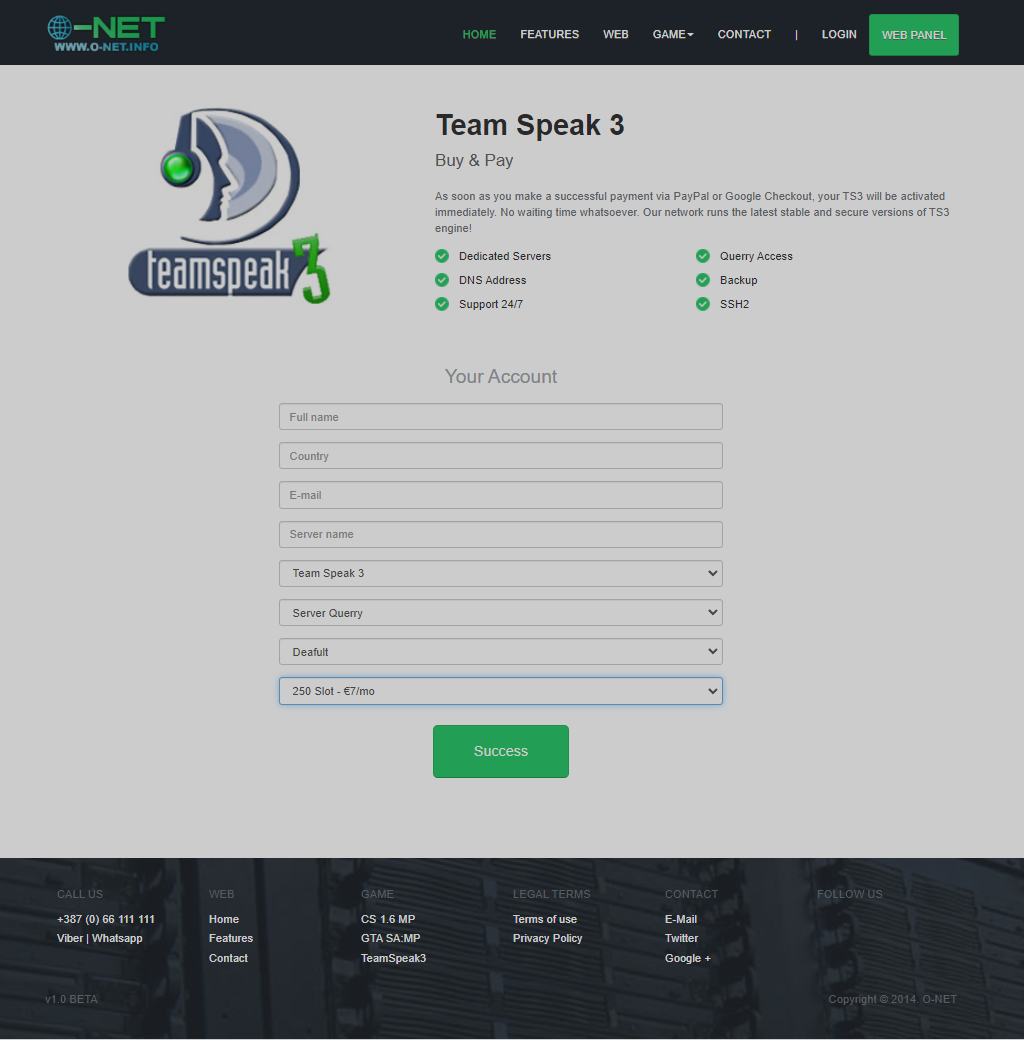 O-NET
WWW.O-NET.INFO
HOME FEATURES WEB GAME CONTACT | LOGIN WEB PANEL
teamspeak 3
Team Speak 3
Buy & Pay
As soon as you make a successful payment via PayPal or Google Checkout, your TS3 will be activated
immediately. No waiting time whatsoever. Our network runs the latest stable and secure versions of TS3
engine!
Dedicated Servers Querry Access
DNS Address Backup
Support 24/7 SSH2
Your Account
Full name
Country
E-mail
Server name
Team Speak 3
Server Querry
Deafult
250 Slot - €7/mo
Success
CALL US WEB GAME LEGAL TERMS CONTACT FOLLOW US
+387 (0) 66 111 111 Home CS 1.6 MP Terms of use E-Mail
Viber | Whatsapp Features GTA SA:MP Privacy Policy Twitter
Contact TeamSpeak3 Google +
v1.0 BETA Copyright © 2014. O-NET